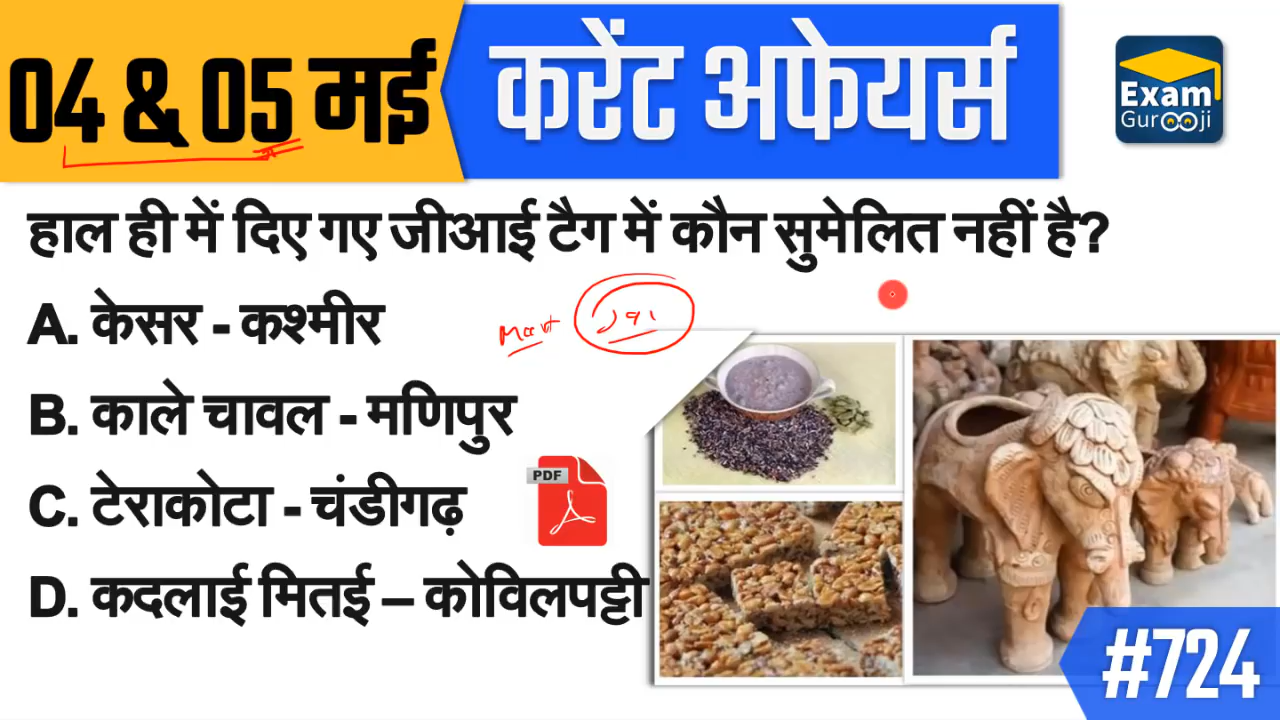 04 & 05 मई
करेंट अफेयर्स
Exam
Gurooji
हाल ही में दिए गए जीआई टैग में कौन सुमेलित नहीं है?
A. केसर - कश्मीर
B. काले चावल - मणिपुर
PDF
C. टेराकोटा - चंडीगढ़
D. कदलाई मितई – कोविलपट्टी
#724